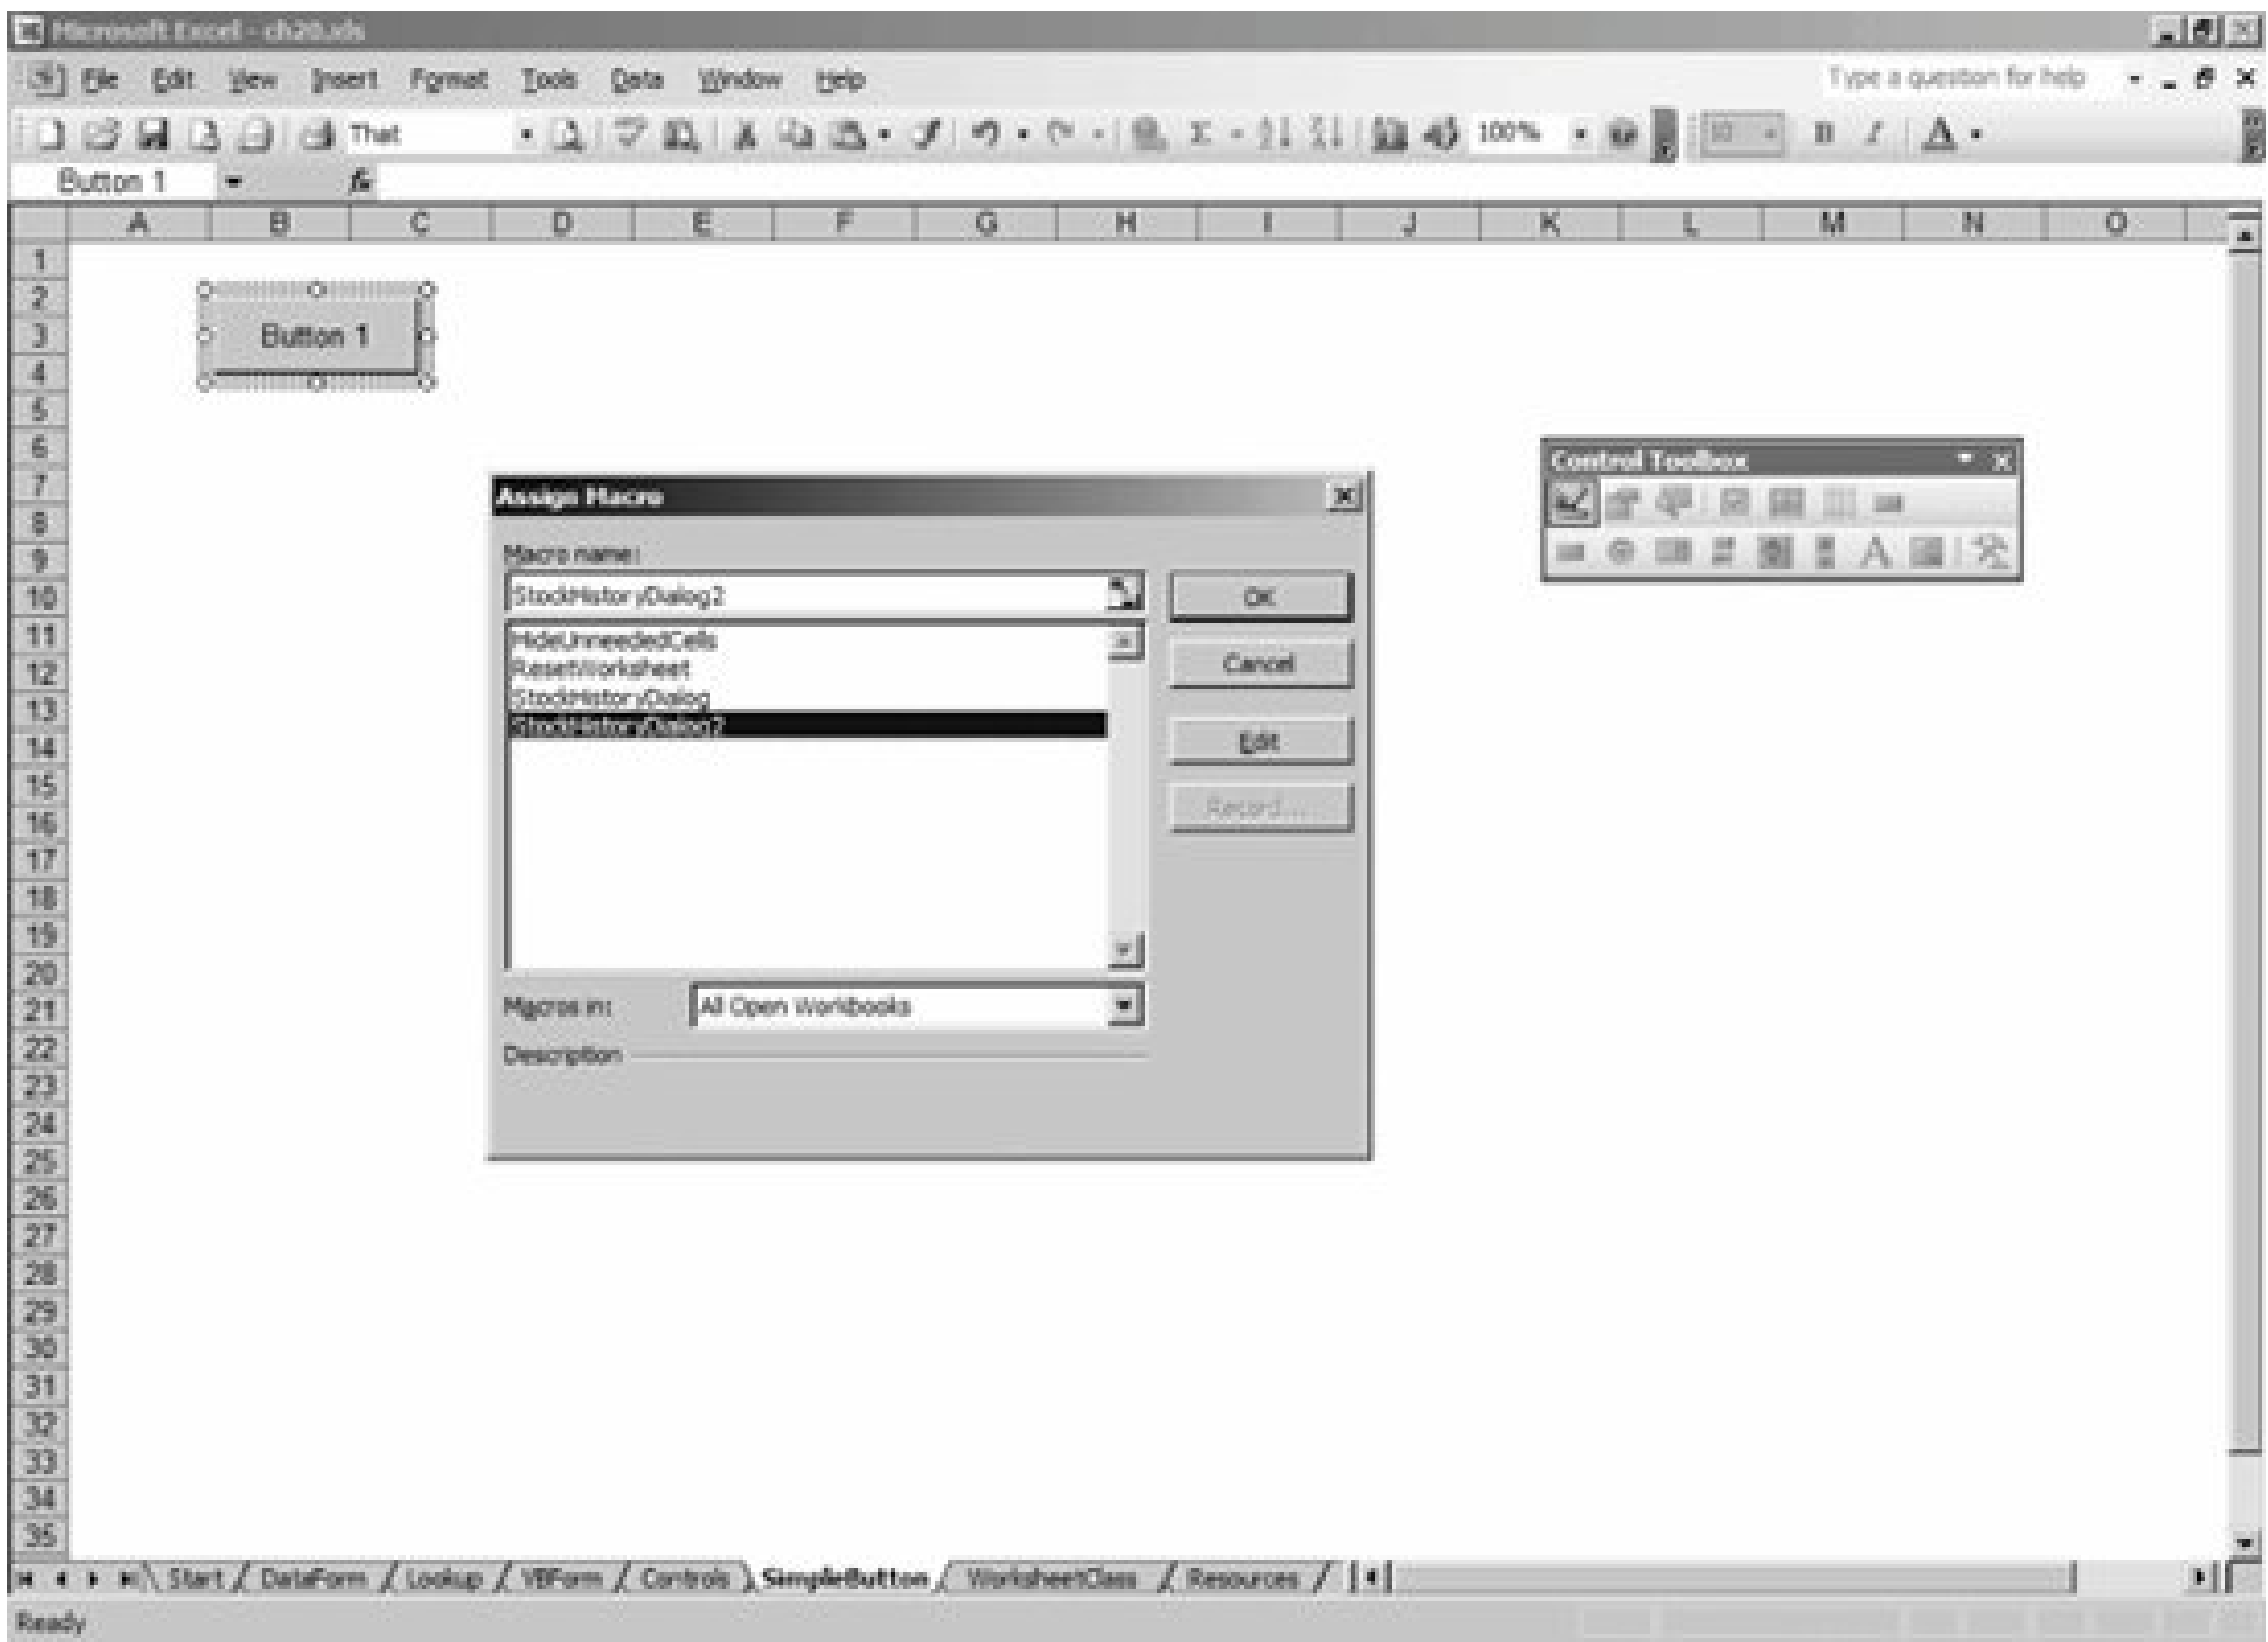 Microsoft Excel - ch20.xls
File Edit View Insert Format Tools Data Window Help Type a question for help
That 100% 10 B I A
Button 1 fx
A B C D E F G H I J K L M N O
1
2
3 Button 1
4
5
6 Control Toolbox
7 Assign Macro
8
9 Macro name:
10 StockHistoryDialog2 OK
11 HideUnneededCells
12 ResetWorksheet Cancel
13 StockHistoryDialog
StockHistoryDialog2
14 Edit
15
16 Record...
17
18
19
20
21 Macros in: All Open Workbooks
22 Description
23
24
25
26
27
28
29
30
31
32
33
34
35
Start DataForm Lookup VBForm Controls SimpleButton WorksheetClass Resources
Ready